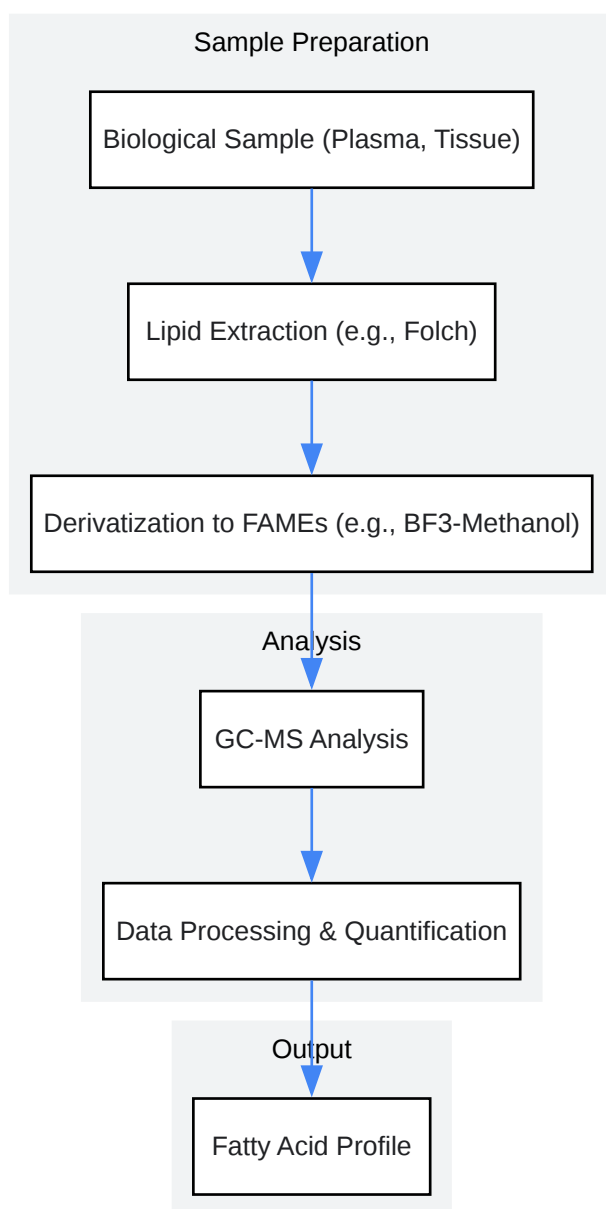 Sample Preparation
Biological Sample (Plasma, Tissue)
Lipid Extraction (e.g., Folch)
Derivatization to FAMEs (e.g., BF3-Methanol)
Analysis
GC-MS Analysis
Data Processing & Quantification
Output
Fatty Acid Profile